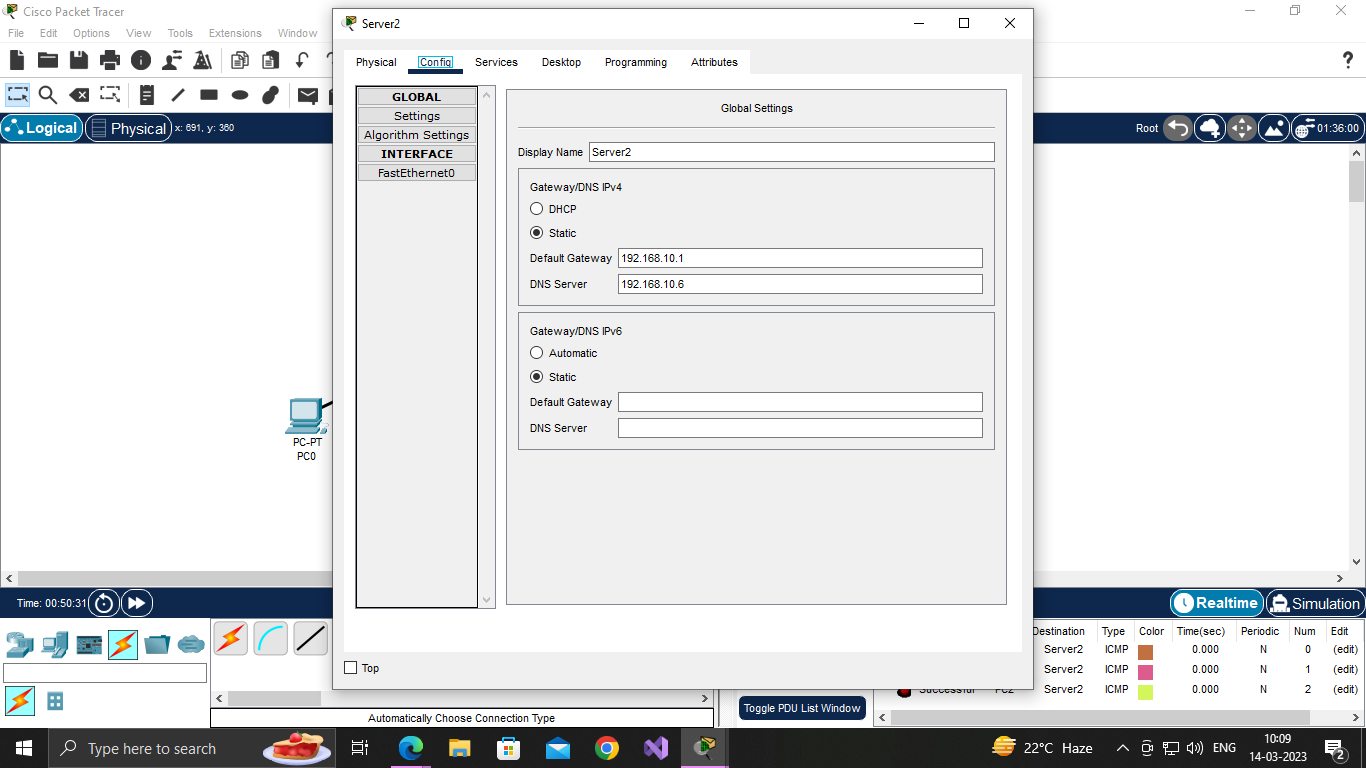 Cisco Packet Tracer
File Edit Options View Tools Extensions Window
Logical Physical x: 691, y: 360
Root 01:36:00
PC-PT
PC0
Server2
Physical Config Services Desktop Programming Attributes
GLOBAL
Settings
Algorithm Settings
INTERFACE
FastEthernet0
Global Settings
Display Name Server2
Gateway/DNS IPv4
DHCP
Static
Default Gateway 192.168.10.1
DNS Server 192.168.10.6
Gateway/DNS IPv6
Automatic
Static
Default Gateway
DNS Server
Top
Time: 00:50:31
Realtime Simulation
Automatically Choose Connection Type
Toggle PDU List Window
Destination Type Color Time(sec) Periodic Num Edit
Server2 ICMP 0.000 N 0 (edit)
Server2 ICMP 0.000 N 1 (edit)
Successful PC2 Server2 ICMP 0.000 N 2 (edit)
Type here to search
22°C Haze
ENG
10:09
14-03-2023
2